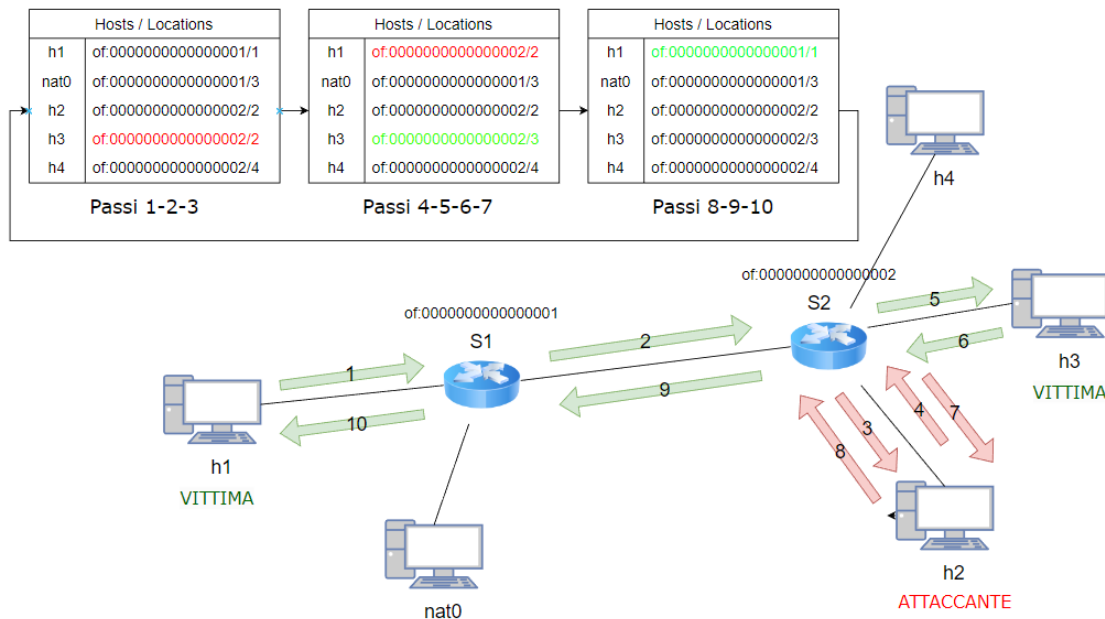 Hosts / Locations
h1 of:0000000000000001/1
nat0 of:0000000000000001/3
h2 of:0000000000000002/2
h3 of:0000000000000002/2
h4 of:0000000000000002/4
Passi 1-2-3
Hosts / Locations
h1 of:0000000000000002/2
nat0 of:0000000000000001/3
h2 of:0000000000000002/2
h3 of:0000000000000002/3
h4 of:0000000000000002/4
Passi 4-5-6-7
Hosts / Locations
h1 of:0000000000000001/1
nat0 of:0000000000000001/3
h2 of:0000000000000002/2
h3 of:0000000000000002/3
h4 of:0000000000000002/4
Passi 8-9-10
h4
of:0000000000000002
S2
5
6
h3
VITTIMA
of:0000000000000001
S1
2
9
1
10
h1
VITTIMA
3
4
7
8
h2
ATTACCANTE
nat0